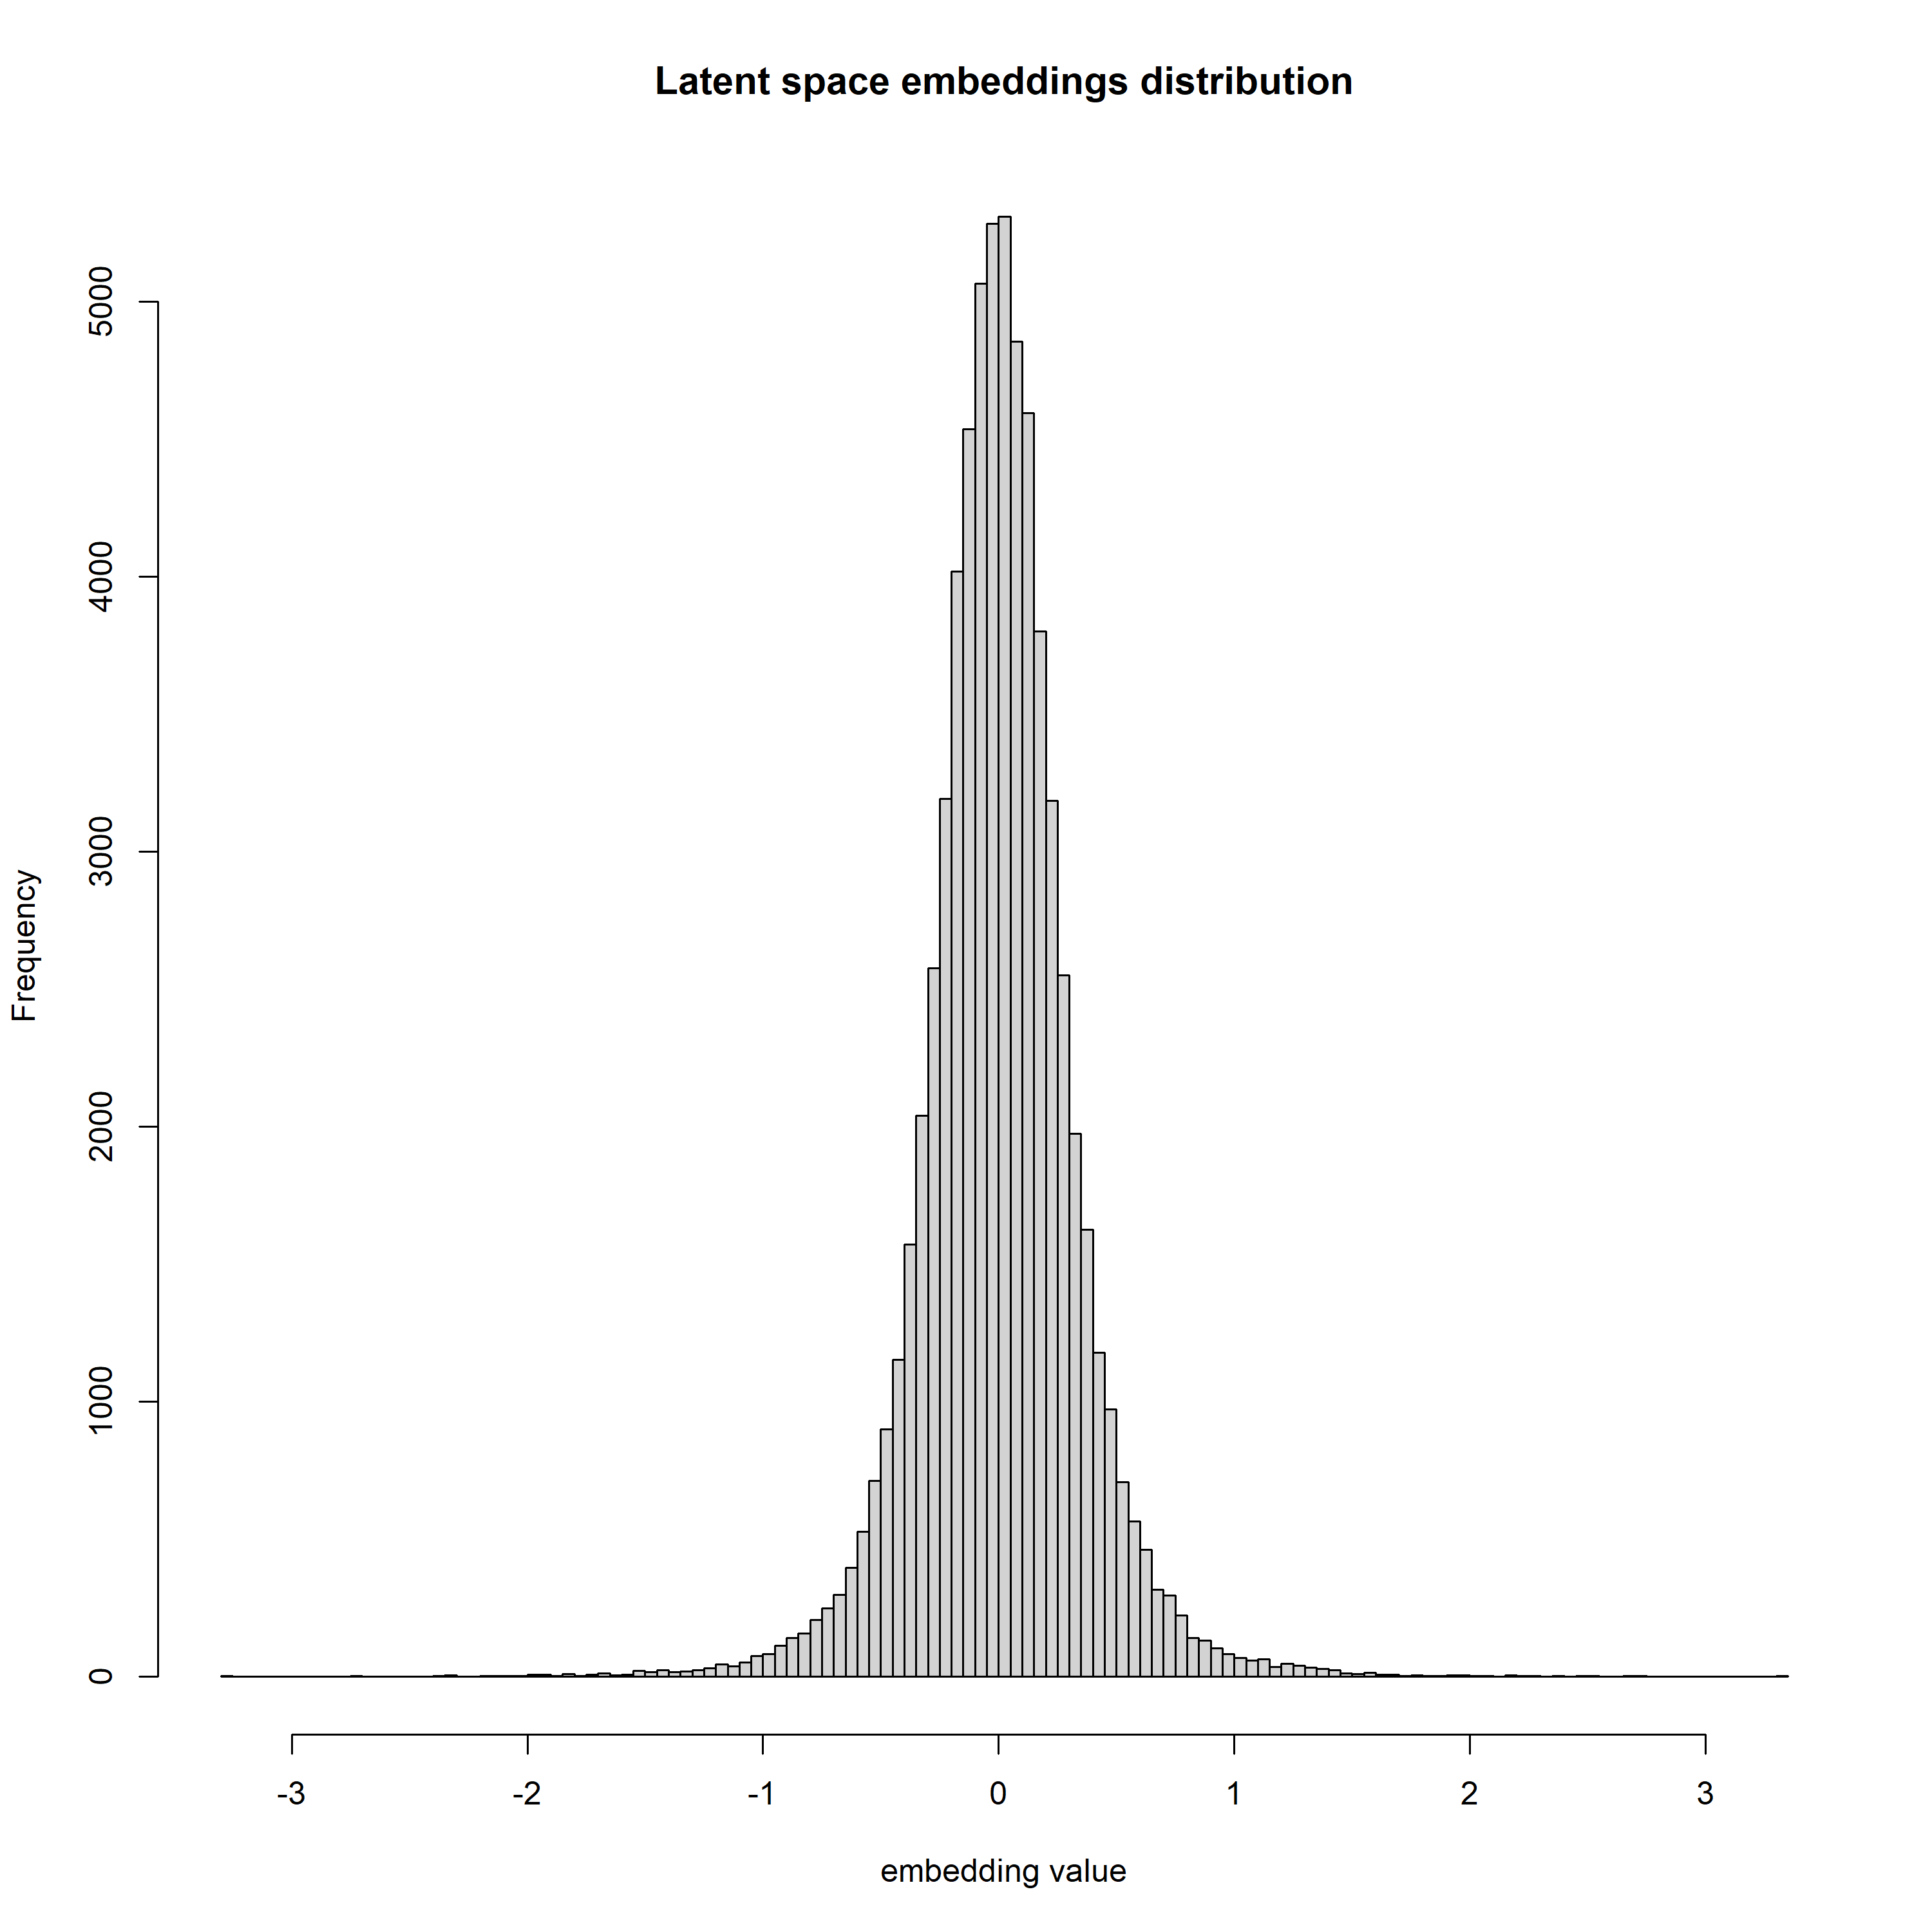 Latent space embeddings distribution
5000
4000
3000
2000
1000
0
Frequency
-3 -2 -1 0 1 2 3
embedding value